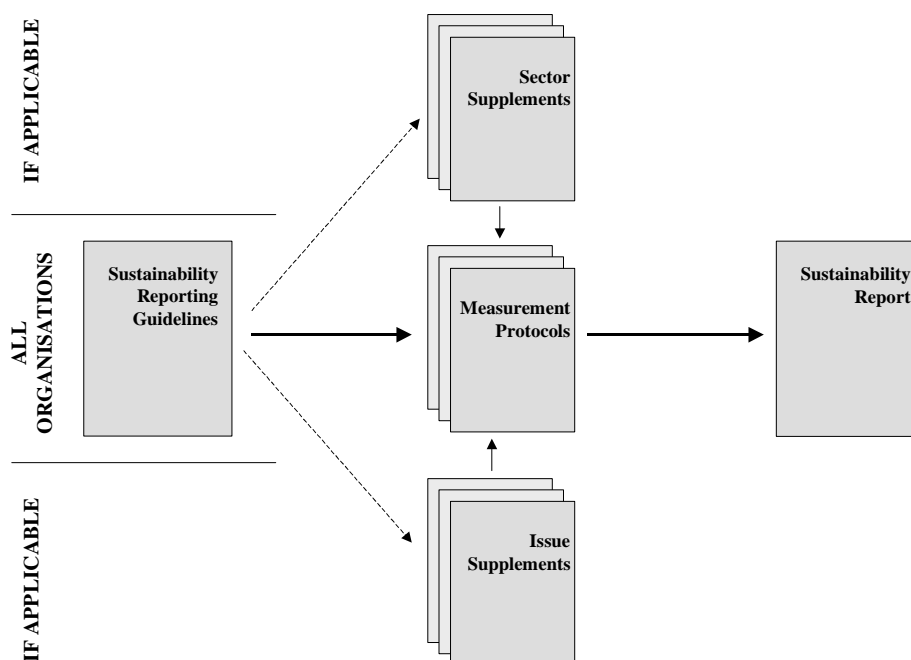 IF APPLICABLE
Sector
Supplements
ALL
ORGANISATIONS
Sustainability
Reporting
Guidelines
Measurement
Protocols
Sustainability
Report
IF APPLICABLE
Issue
Supplements